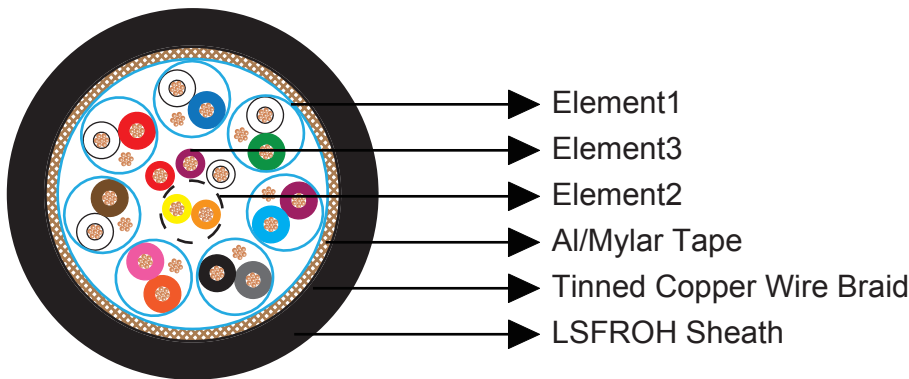 Element1
Element3
Element2
Al/Mylar Tape
Tinned Copper Wire Braid
LSFROH Sheath